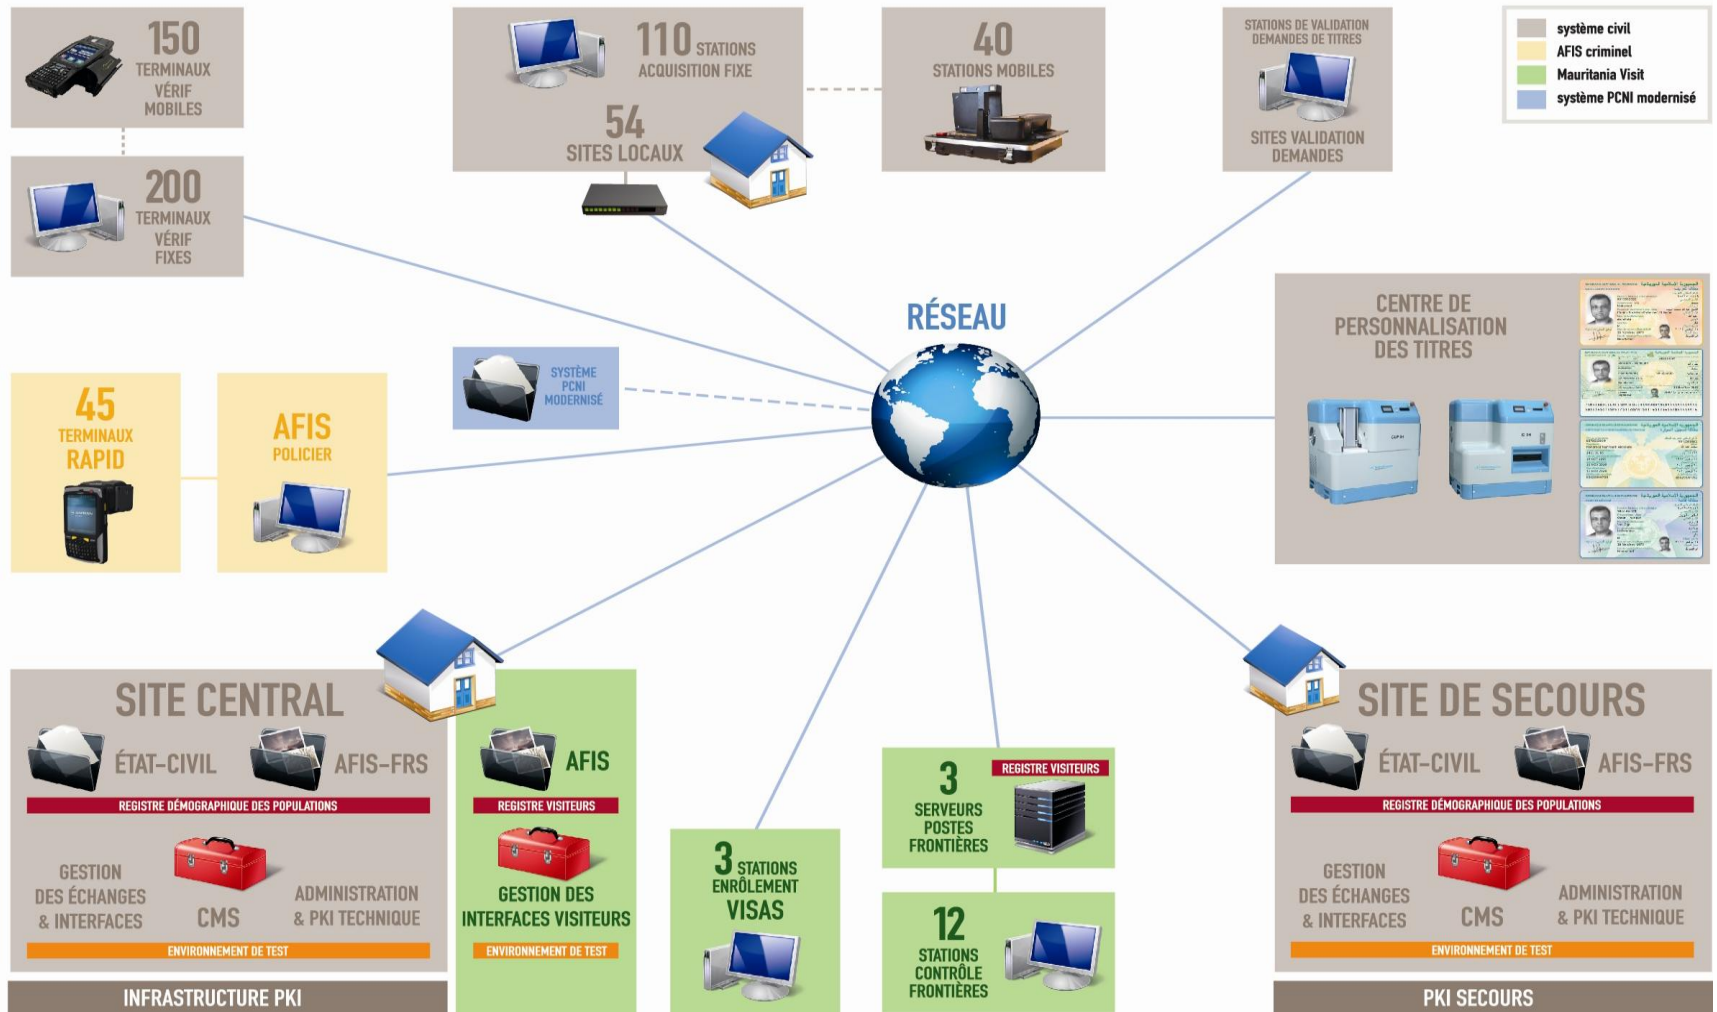 150
TERMINAUX
VÉRIF
MOBILES
200
TERMINAUX
VÉRIF
FIXES
110 STATIONS
ACQUISITION FIXE
54
SITES LOCAUX
40
STATIONS MOBILES
STATIONS DE VALIDATION
DEMANDES DE TITRES
SITES VALIDATION
DEMANDES
système civil
AFIS criminel
Mauritania Visit
système PCNI modernisé
RÉSEAU
SYSTÈME
PCNI
MODERNISÉ
45
TERMINAUX
RAPID
AFIS
POLICIER
CENTRE DE
PERSONNALISATION
DES TITRES
SITE CENTRAL
ÉTAT-CIVIL
AFIS-FRS
REGISTRE DÉMOGRAPHIQUE DES POPULATIONS
GESTION
DES ÉCHANGES
& INTERFACES
CMS
ADMINISTRATION
& PKI TECHNIQUE
ENVIRONNEMENT DE TEST
INFRASTRUCTURE PKI
AFIS
REGISTRE VISITEURS
GESTION DES
INTERFACES VISITEURS
ENVIRONNEMENT DE TEST
3 STATIONS
ENRÔLEMENT
VISAS
3
SERVEURS
POSTES
FRONTIÈRES
REGISTRE VISITEURS
12
STATIONS
CONTRÔLE
FRONTIÈRES
SITE DE SECOURS
ÉTAT-CIVIL
AFIS-FRS
REGISTRE DÉMOGRAPHIQUE DES POPULATIONS
GESTION
DES ÉCHANGES
& INTERFACES
CMS
ADMINISTRATION
& PKI TECHNIQUE
ENVIRONNEMENT DE TEST
PKI SECOURS